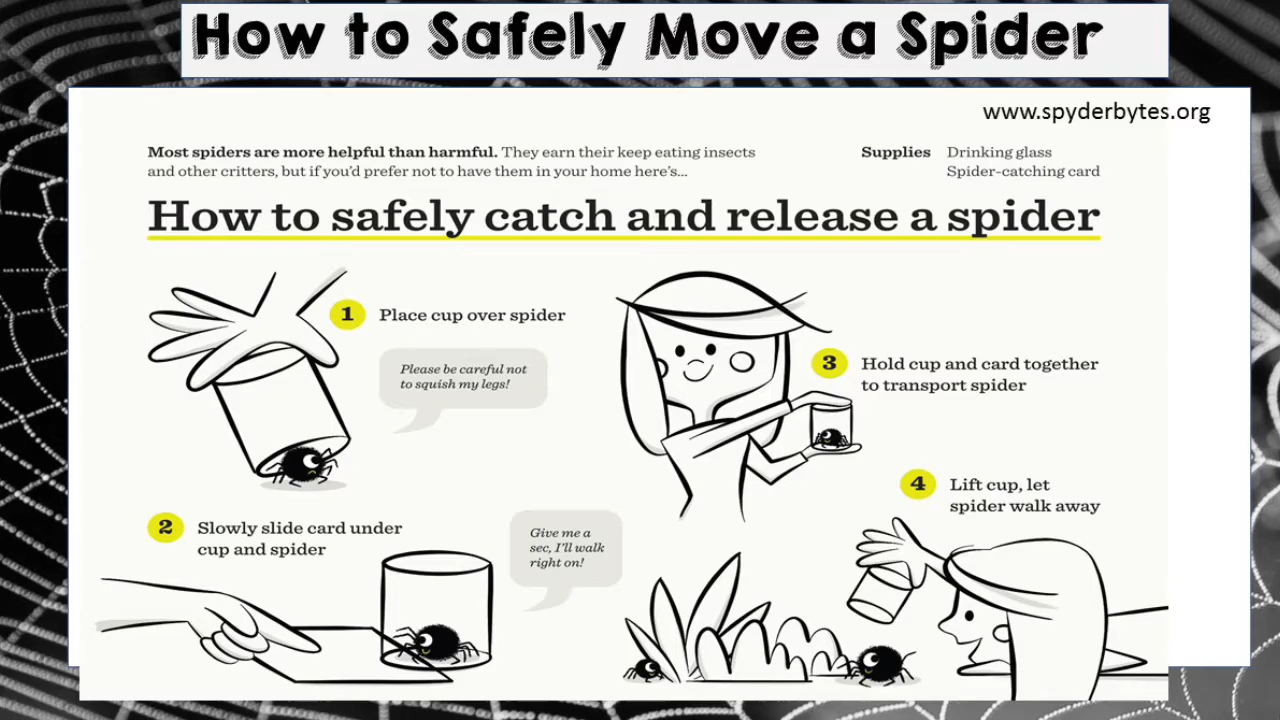 How to Safely Move a Spider
www.spyderbytes.org
Most spiders are more helpful than harmful. They earn their keep eating insects
and other critters, but if you'd prefer not to have them in your home here's...
Supplies Drinking glass
Spider-catching card
How to safely catch and release a spider
1 Place cup over spider
Please be careful not
to squish my legs!
2 Slowly slide card under
cup and spider
Give me a
sec, I'll walk
right on!
3 Hold cup and card together
to transport spider
4 Lift cup, let
spider walk away